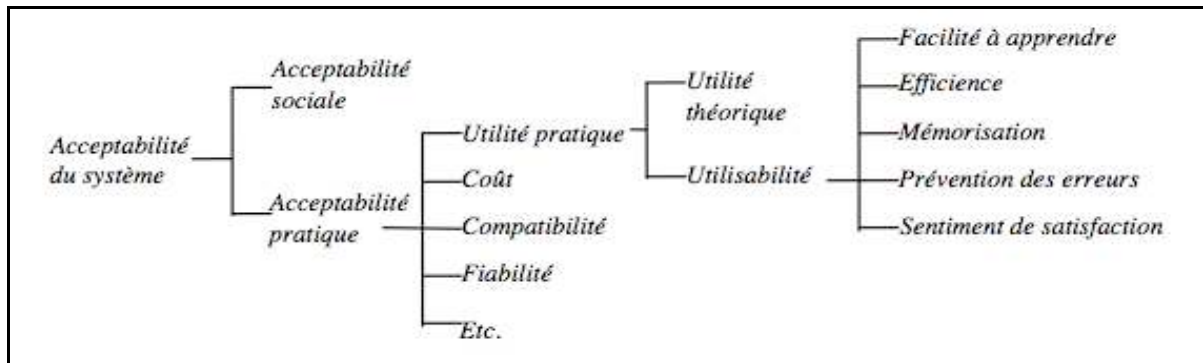 Acceptabilité
du système
Acceptabilité
sociale
Acceptabilité
pratique
Utilité pratique
Coût
Compatibilité
Fiabilité
Etc.
Utilité
théorique
Utilisabilité
Facilité à apprendre
Efficience
Mémorisation
Prévention des erreurs
Sentiment de satisfaction